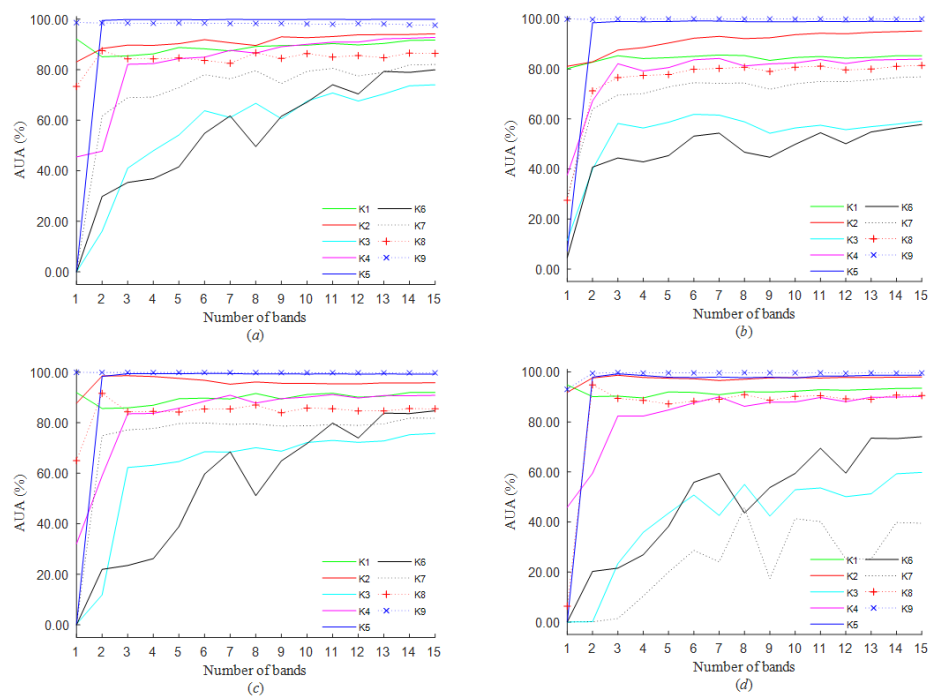 AUA (%)
100.00
80.00
60.00
40.00
20.00
0.00
K1 K6
K2 K7
K3 K8
K4 K9
K5
1 2 3 4 5 6 7 8 9 10 11 12 13 14 15
Number of bands
(a)
AUA (%)
100.00
80.00
60.00
40.00
20.00
0.00
K1 K6
K2 K7
K3 K8
K4 K9
K5
1 2 3 4 5 6 7 8 9 10 11 12 13 14 15
Number of bands
(b)
AUA (%)
100.00
80.00
60.00
40.00
20.00
0.00
K1 K6
K2 K7
K3 K8
K4 K9
K5
1 2 3 4 5 6 7 8 9 10 11 12 13 14 15
Number of bands
(c)
AUA (%)
100.00
80.00
60.00
40.00
20.00
0.00
K1 K6
K2 K7
K3 K8
K4 K9
K5
1 2 3 4 5 6 7 8 9 10 11 12 13 14 15
Number of bands
(d)